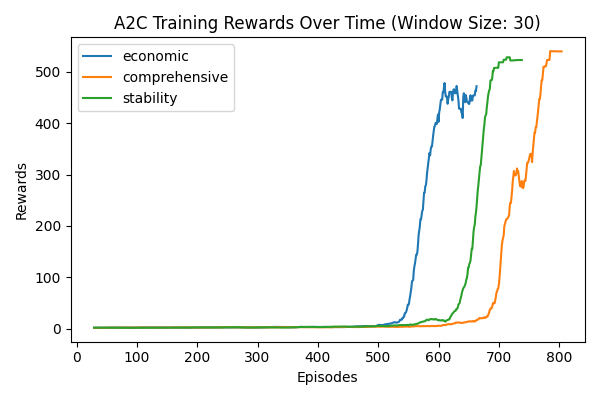 A2C Training Rewards Over Time (Window Size: 30)
economic
comprehensive
stability
Rewards
500
400
300
200
100
0
0 100 200 300 400 500 600 700 800
Episodes